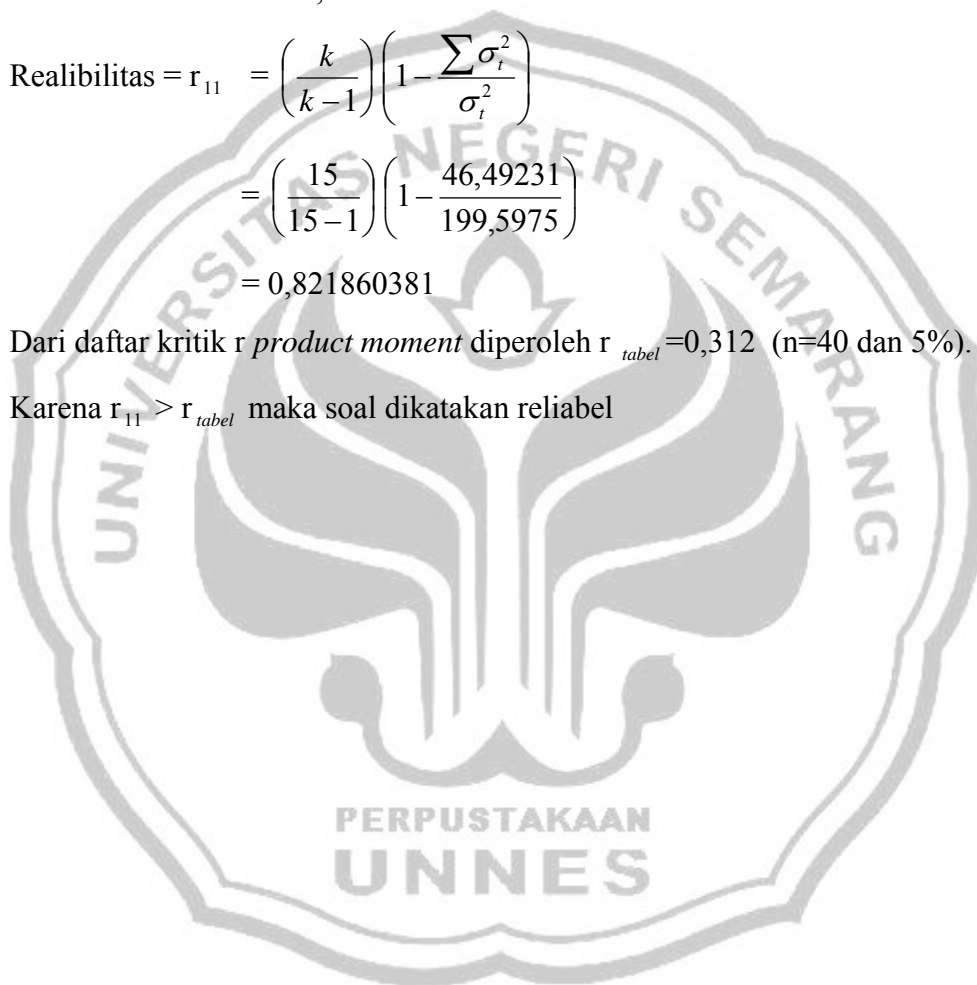 Realibilitas = r₁₁ = (k / (k − 1)) (1 − ∑σ_t² / σ_t²)
= (15 / (15 − 1)) (1 − 46,49231 / 199,5975)
= 0,821860381
Dari daftar kritik r product moment diperoleh r tabel =0,312 (n=40 dan 5%).
Karena r₁₁ > r tabel maka soal dikatakan reliabel
UNIVERSITAS NEGERI SEMARANG
PERPUSTAKAAN
UNNES